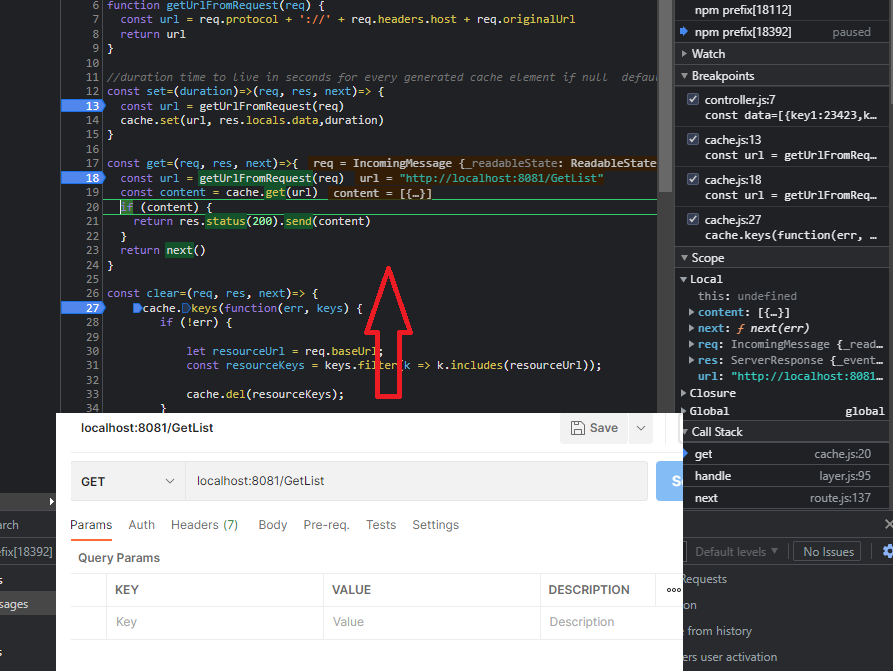 6 function getUrlFromRequest(req) {
7 const url = req.protocol + '://' + req.headers.host + req.originalUrl
8 return url
9 }
10
11 //duration time to live in seconds for every generated cache element if null defau
12 const set=(duration)=>(req, res, next)=> {
13 const url = getUrlFromRequest(req)
14 cache.set(url, res.locals.data,duration)
15 }
16
17 const get=(req, res, next)=>{ req = IncomingMessage {_readableState: ReadableState
18 const url = getUrlFromRequest(req) url = "http://localhost:8081/GetList"
19 const content = cache.get(url) content = [{…}]
20 if (content) {
21 return res.status(200).send(content)
22 }
23 return next()
24 }
25
26 const clear=(req, res, next)=> {
27 cache.keys(function(err, keys) {
28 if (!err) {
29
30 let resourceUrl = req.baseUrl;
31 const resourceKeys = keys.filter(k => k.includes(resourceUrl));
32
33 cache.del(resourceKeys);
34 }
npm prefix[18112]
npm prefix[18392] paused
Watch
Breakpoints
controller.js:7
const data=[{key1:23423,k…
cache.js:13
const url = getUrlFromReq…
cache.js:18
const url = getUrlFromReq…
cache.js:27
cache.keys(function(err, …
Scope
Local
this: undefined
content: [{…}]
next: ƒ next(err)
req: IncomingMessage {_read…
res: ServerResponse {_event…
url: "http://localhost:8081…
Closure
Global global
Call Stack
get cache.js:20
handle layer.js:95
next route.js:137
arch
efix[18392]
s
ssages
s
localhost:8081/GetList
Save
GET localhost:8081/GetList
S
Params Auth Headers (7) Body Pre-req. Tests Settings
Query Params
KEY VALUE DESCRIPTION
Key Value Description
Default levels No Issues
Requests
on
from history
ers user activation